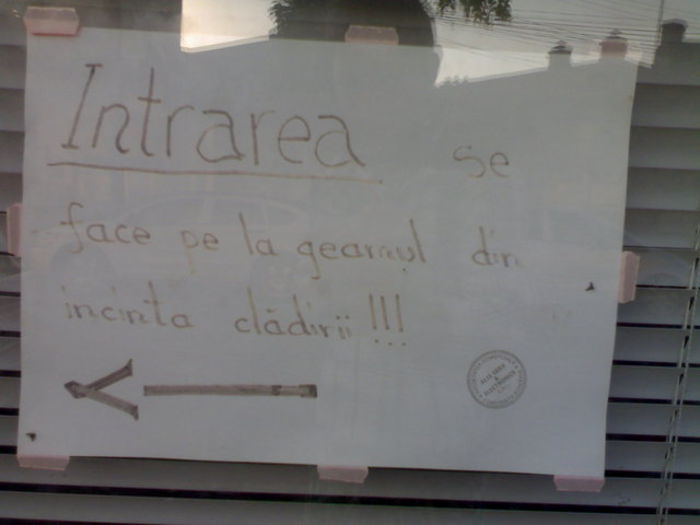 Intrarea se
face pe la geamul din
incinta clădirii !!!